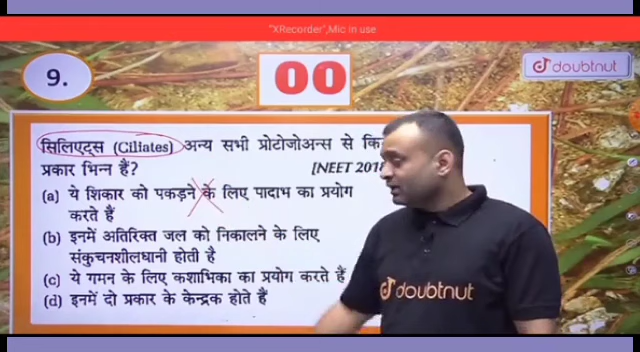 "XRecorder",Mic in use
9.
00
doubtnut
सिलिएट्स (Ciliates) अन्य सभी प्रोटोजोअन्स से
प्रकार भिन्न हैं?
[NEET 201
(a) ये शिकार को पकड़ने के लिए पादाभ का प्रयोग
करते हैं
(b) इनमें अतिरिक्त जल को निकालने के लिए
संकुचनशीलधानी होती है
(c) ये गमन के लिए कशाभिका का प्रयोग करते हैं
(d) इनमें दो प्रकार के केन्द्रक होते हैं
doubtnut